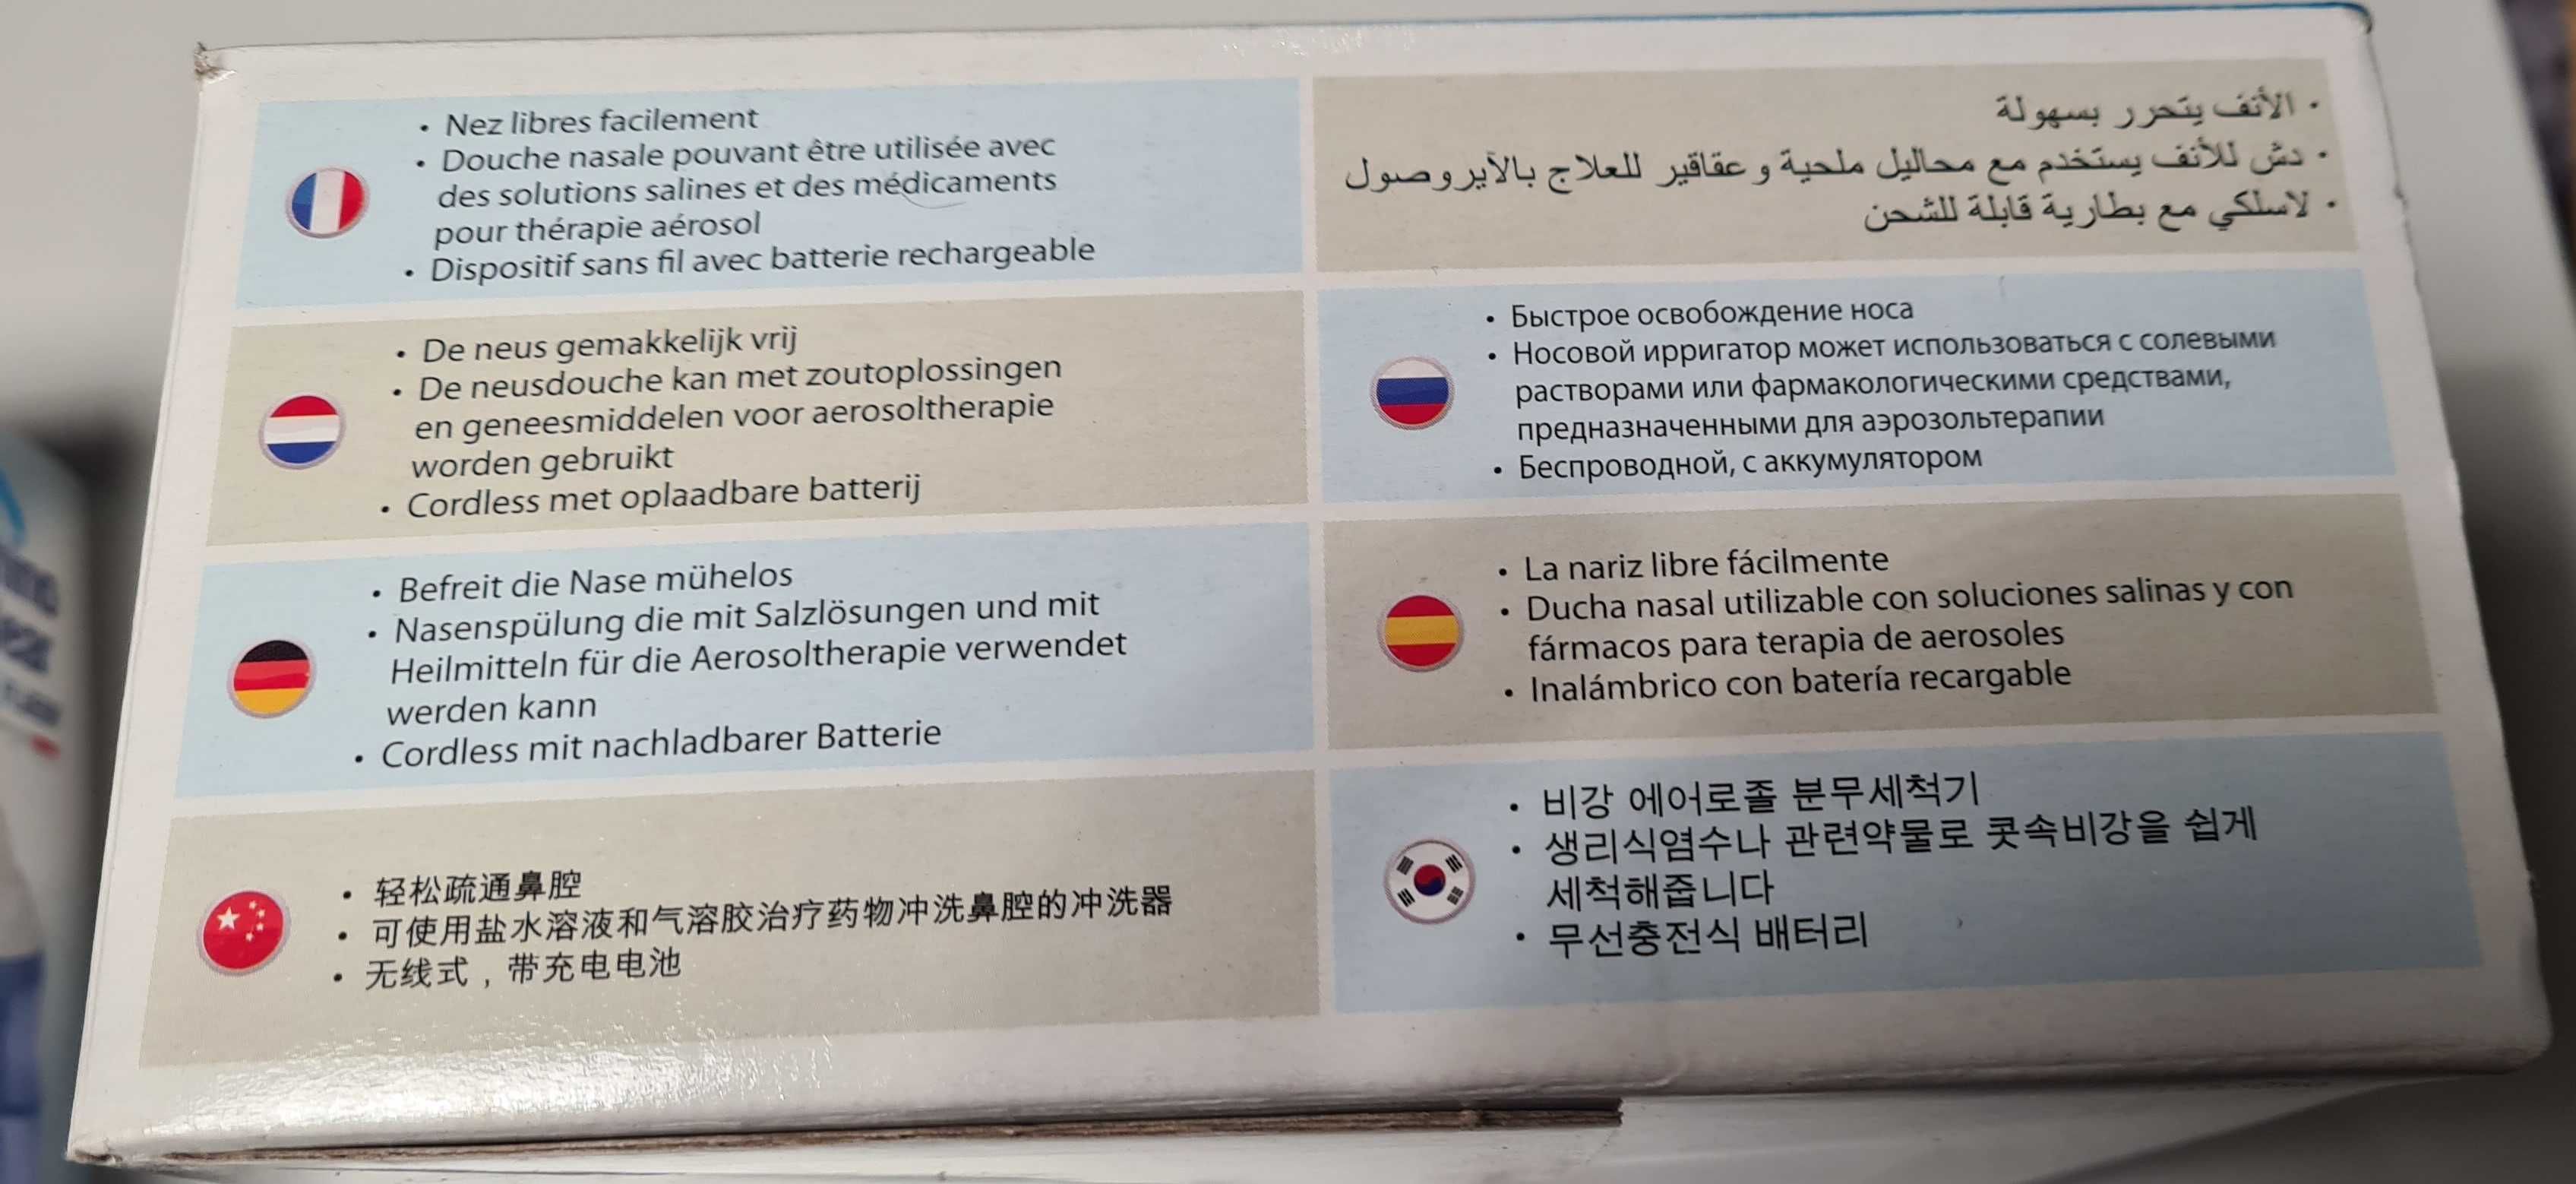 • Nez libres facilement
• Douche nasale pouvant être utilisée avec
des solutions salines et des médicaments
pour thérapie aérosol
• Dispositif sans fil avec batterie rechargeable
• De neus gemakkelijk vrij
• De neusdouche kan met zoutoplossingen
en geneesmiddelen voor aerosoltherapie
worden gebruikt
• Cordless met oplaadbare batterij
• Befreit die Nase mühelos
• Nasenspülung die mit Salzlösungen und mit
Heilmitteln für die Aerosoltherapie verwendet
werden kann
• Cordless mit nachladbarer Batterie
• 轻松疏通鼻腔
• 可使用盐水溶液和气溶胶治疗药物冲洗鼻腔的冲洗器
• 无线式，带充电电池
• الأنف يتحرر بسهولة
• دش للأنف يستخدم مع محاليل ملحية و عقاقير للعلاج بالآيروصول
• لاسلكي مع بطارية قابلة للشحن
• Быстрое освобождение носа
• Носовой ирригатор может использоваться с солевыми
растворами или фармакологическими средствами,
предназначенными для аэрозольтерапии
• Беспроводной, с аккумулятором
• La nariz libre fácilmente
• Ducha nasal utilizable con soluciones salinas y con
fármacos para terapia de aerosoles
• Inalámbrico con batería recargable
• 비강 에어로졸 분무세척기
• 생리식염수나 관련약물로 콧속비강을 쉽게
세척해줍니다
• 무선충전식 배터리